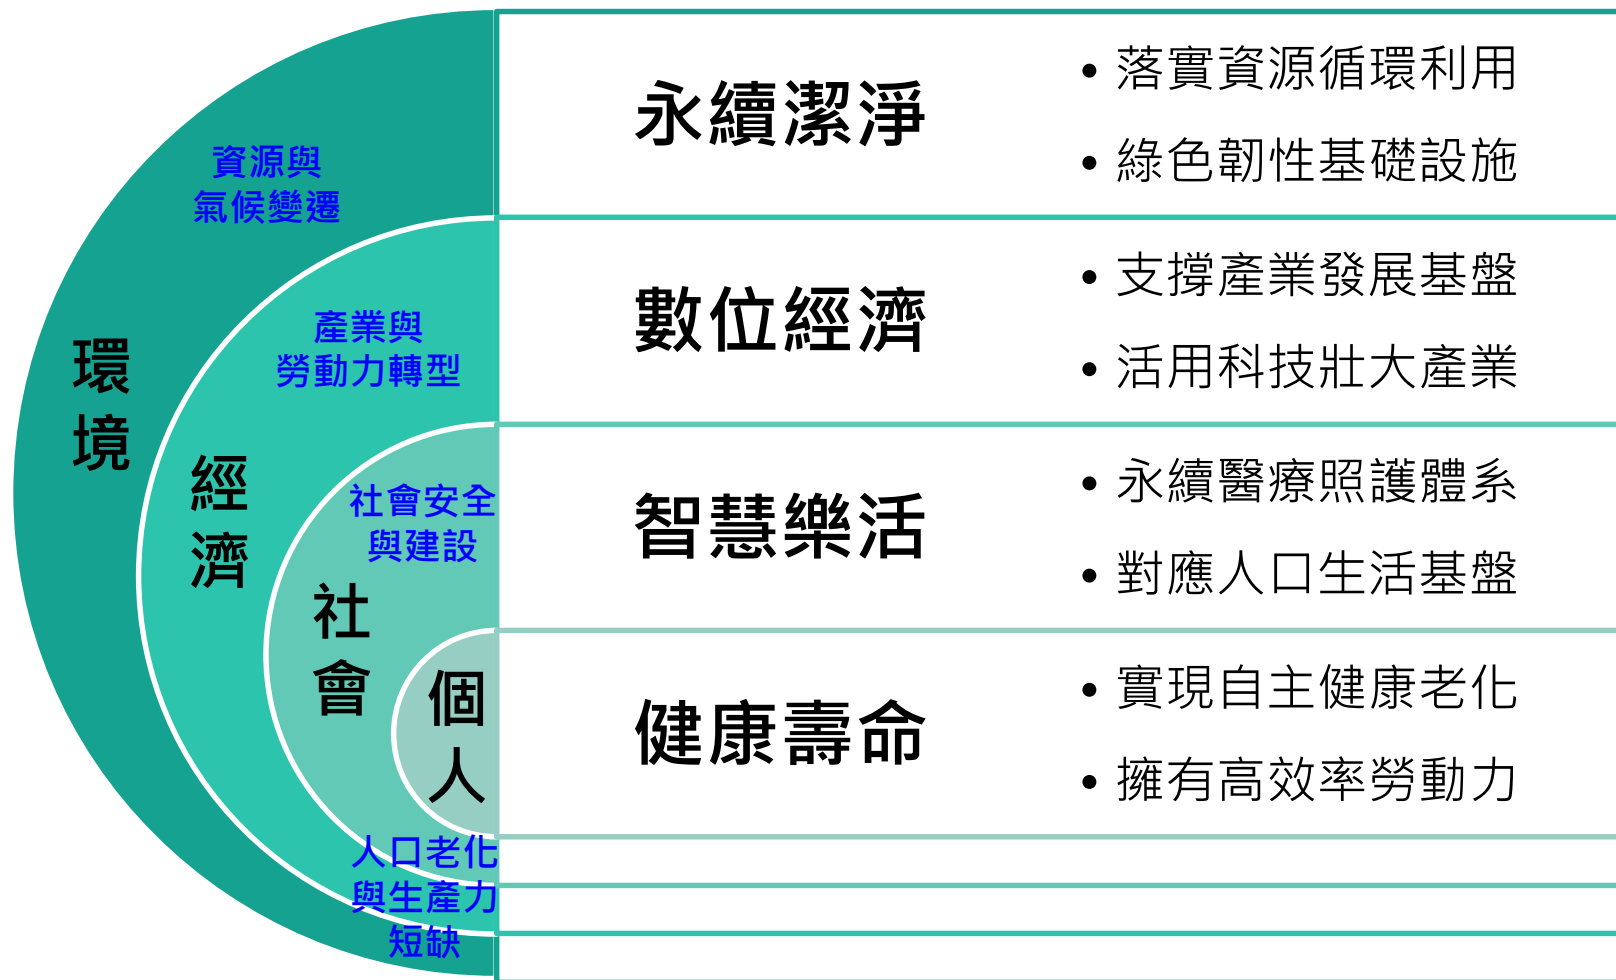 環
境
資源與
氣候變遷
永續潔淨
• 落實資源循環利用
• 綠色韌性基礎設施
經
濟
產業與
勞動力轉型
數位經濟
• 支撐產業發展基盤
• 活用科技壯大產業
社
會
社會安全
與建設
智慧樂活
• 永續醫療照護體系
• 對應人口生活基盤
個
人
人口老化
與生產力
短缺
健康壽命
• 實現自主健康老化
• 擁有高效率勞動力